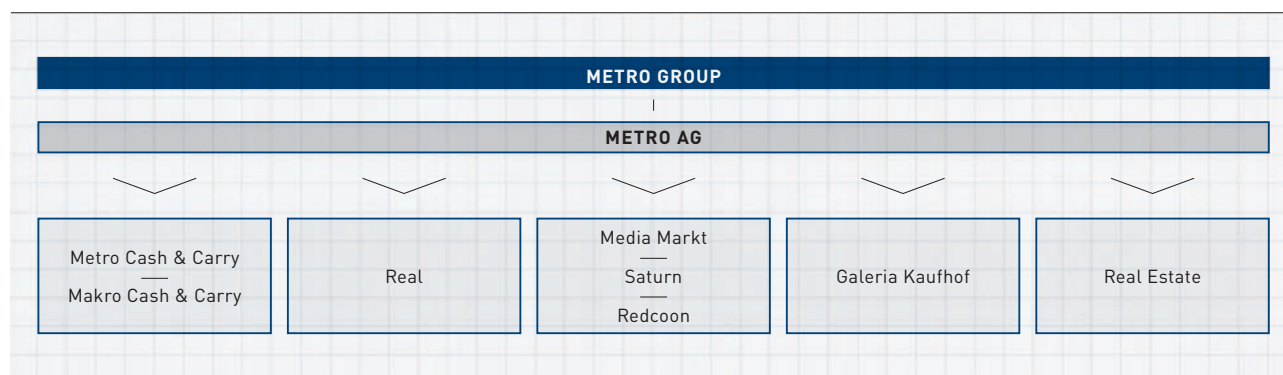 METRO GROUP
METRO AG
Metro Cash & Carry
Makro Cash & Carry
Real
Media Markt
Saturn
Redcoon
Galeria Kaufhof
Real Estate